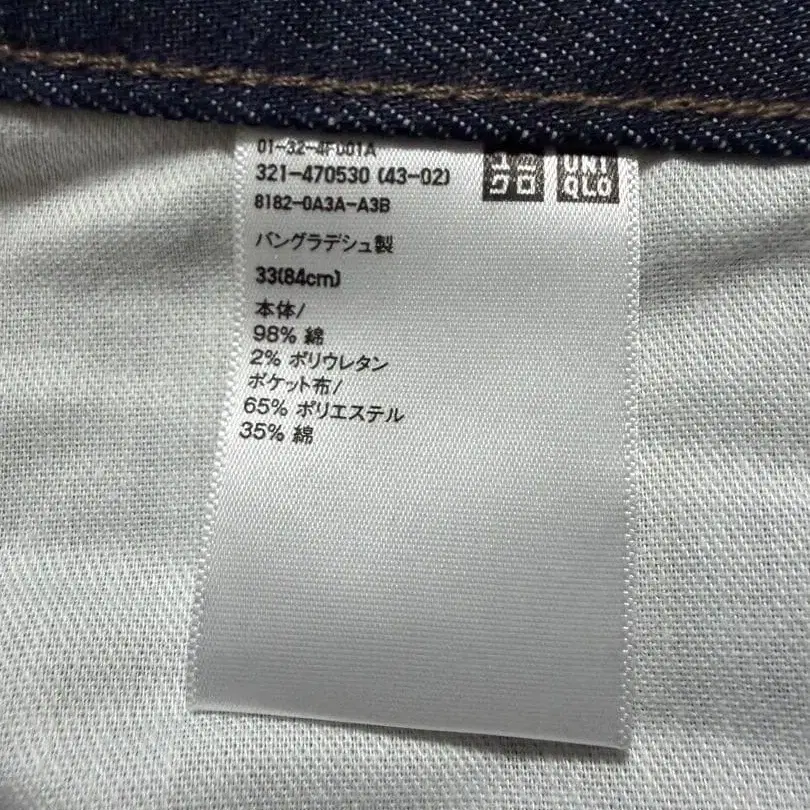 01-32-4F001A
321-470530 (43-02)
8182-0A3A-A3B
バングラデシュ製
33(84cm)
本体/
98% 綿
2% ポリウレタン
ポケット布/
65% ポリエステル
35% 綿
ユニ
クロ
UNI
QLO